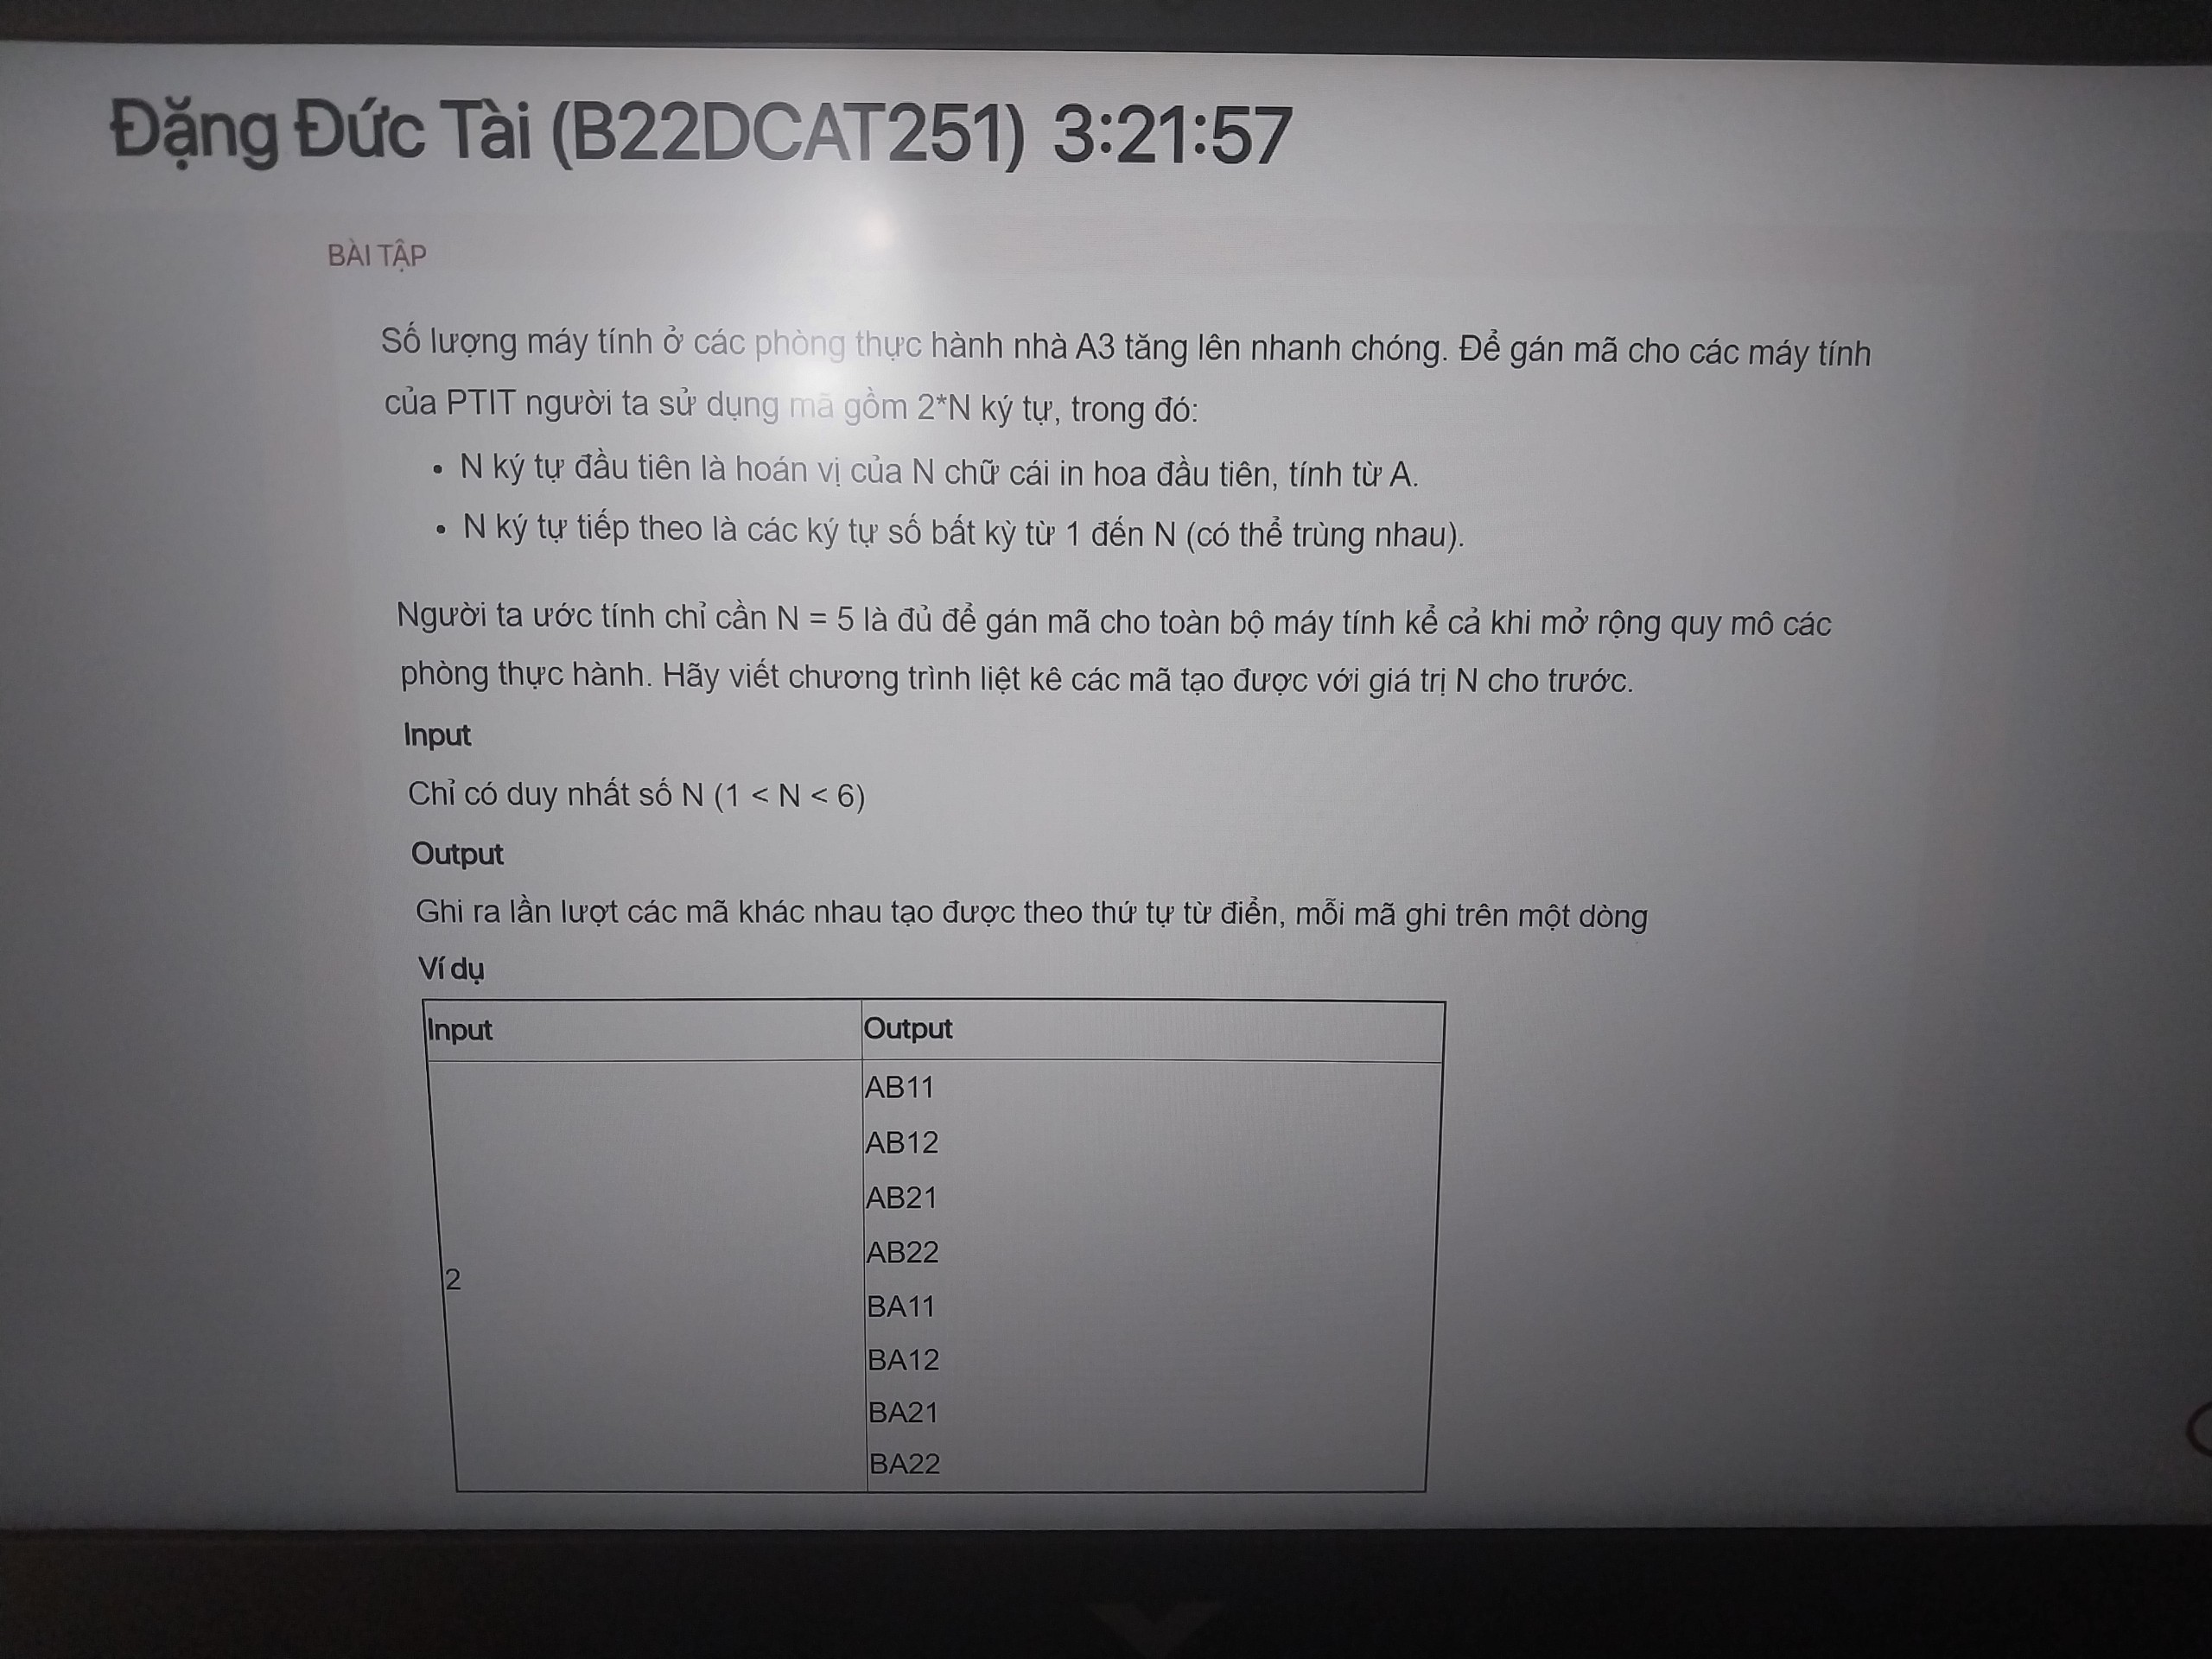 Đặng Đức Tài (B22DCAT251) 3:21:57
BÀI TẬP
Số lượng máy tính ở các phòng thực hành nhà A3 tăng lên nhanh chóng. Để gán mã cho các máy tính
của PTIT người ta sử dụng mã gồm 2*N ký tự, trong đó:
• N ký tự đầu tiên là hoán vị của N chữ cái in hoa đầu tiên, tính từ A.
• N ký tự tiếp theo là các ký tự số bất kỳ từ 1 đến N (có thể trùng nhau).
Người ta ước tính chỉ cần N = 5 là đủ để gán mã cho toàn bộ máy tính kể cả khi mở rộng quy mô các
phòng thực hành. Hãy viết chương trình liệt kê các mã tạo được với giá trị N cho trước.
Input
Chỉ có duy nhất số N (1 < N < 6)
Output
Ghi ra lần lượt các mã khác nhau tạo được theo thứ tự từ điển, mỗi mã ghi trên một dòng
Ví dụ
Input Output
2
AB11
AB12
AB21
AB22
BA11
BA12
BA21
BA22